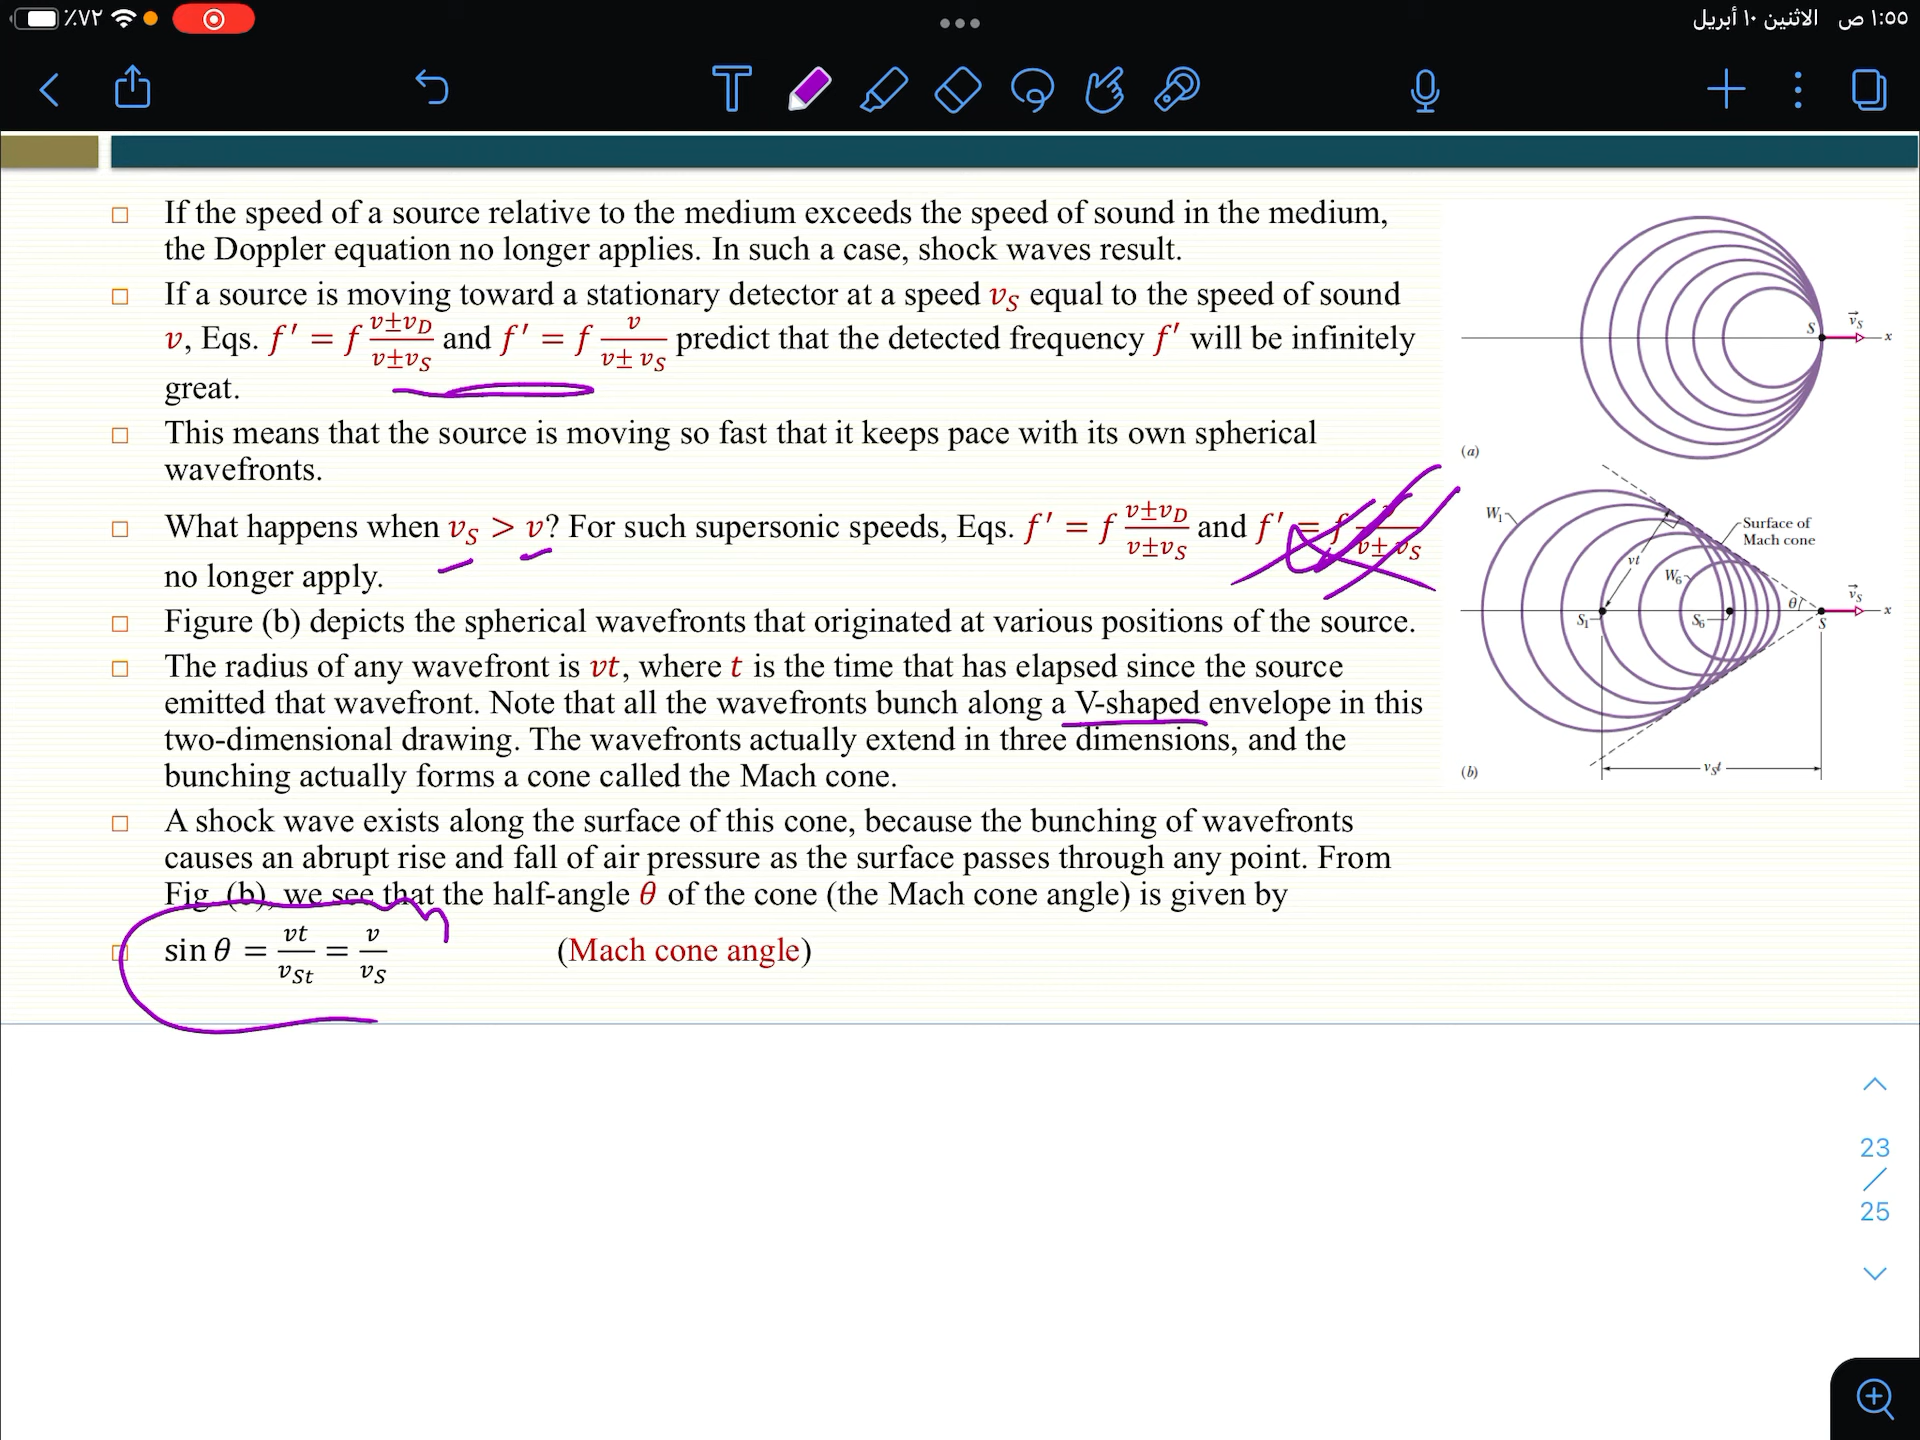 ٪٧٢
١:٥٥ ص الاثنين ١٠ أبريل
If the speed of a source relative to the medium exceeds the speed of sound in the medium,
the Doppler equation no longer applies. In such a case, shock waves result.
If a source is moving toward a stationary detector at a speed v_S equal to the speed of sound
v, Eqs. f′ = f (v±v_D)/(v±v_S) and f′ = f v/(v± v_S) predict that the detected frequency f′ will be infinitely
great.
This means that the source is moving so fast that it keeps pace with its own spherical
wavefronts.
What happens when v_S > v? For such supersonic speeds, Eqs. f′ = f (v±v_D)/(v±v_S) and f′ = f v/(v± v_S)
no longer apply.
Figure (b) depicts the spherical wavefronts that originated at various positions of the source.
The radius of any wavefront is vt, where t is the time that has elapsed since the source
emitted that wavefront. Note that all the wavefronts bunch along a V-shaped envelope in this
two-dimensional drawing. The wavefronts actually extend in three dimensions, and the
bunching actually forms a cone called the Mach cone.
A shock wave exists along the surface of this cone, because the bunching of wavefronts
causes an abrupt rise and fall of air pressure as the surface passes through any point. From
Fig. (b), we see that the half-angle θ of the cone (the Mach cone angle) is given by
sin θ = vt/v_St = v/v_S (Mach cone angle)
S v_S x
(a)
W1
Surface of
Mach cone
vt
W6
θ
v_S
x
S1
S6
S
v_St
(b)
23
/
25